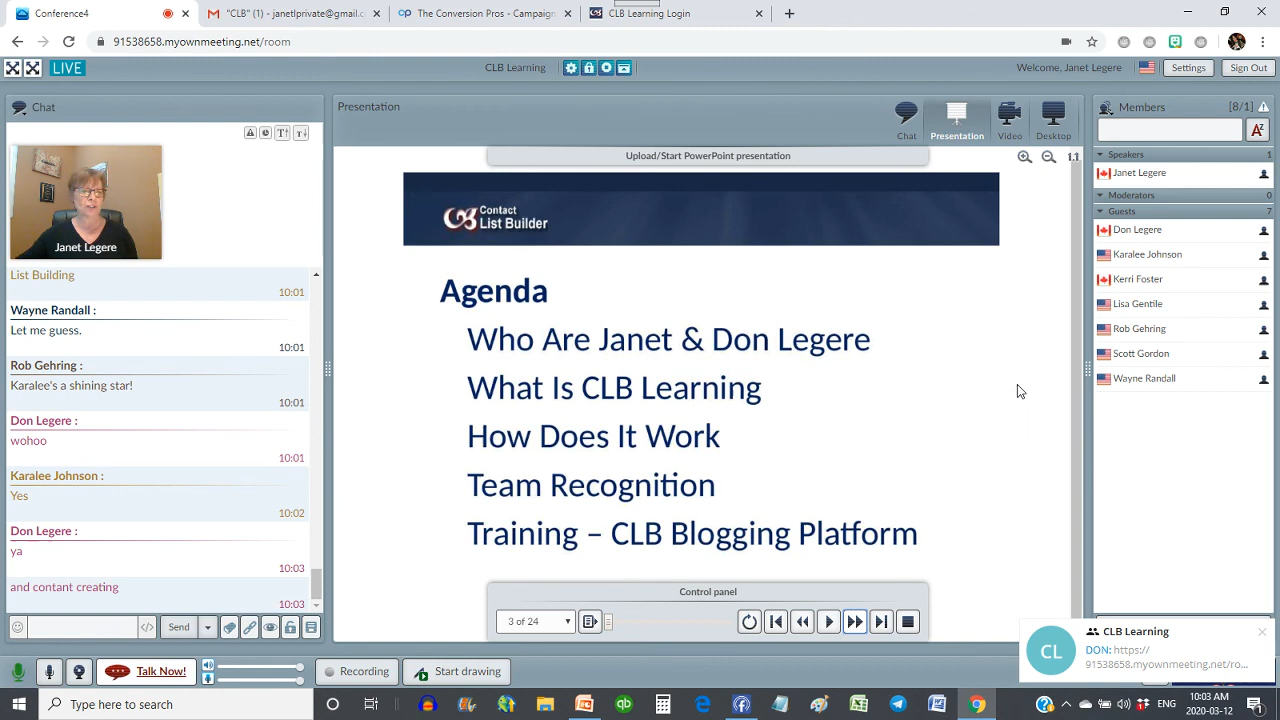 Conference4
"CLB" (1) - janetlprivate@gmail.c
The Conversion Pros - Campaign
CLB Learning Login
91538658.myownmeeting.net/room
LIVE
CLB Learning
Welcome, Janet Legere
Settings
Sign Out
Chat
Janet Legere
List Building
10:01
Wayne Randall :
Let me guess.
10:01
Rob Gehring :
Karalee's a shining star!
10:01
Don Legere :
wohoo
10:01
Karalee Johnson :
Yes
10:02
Don Legere :
ya
10:03
and contant creating
10:03
Send
Talk Now!
Presentation
Chat
Presentation
Video
Desktop
Upload/Start PowerPoint presentation
1:1
Contact
List Builder
Agenda
Who Are Janet & Don Legere
What Is CLB Learning
How Does It Work
Team Recognition
Training – CLB Blogging Platform
Control panel
3 of 24
Recording
Start drawing
Members
[8/1]
Speakers
1
Janet Legere
Moderators
0
Guests
7
Don Legere
Karalee Johnson
Kerri Foster
Lisa Gentile
Rob Gehring
Scott Gordon
Wayne Randall
CL
CLB Learning
DON: https://
91538658.myownmeeting.net/ro...
Type here to search
ENG
10:03 AM
2020-03-12